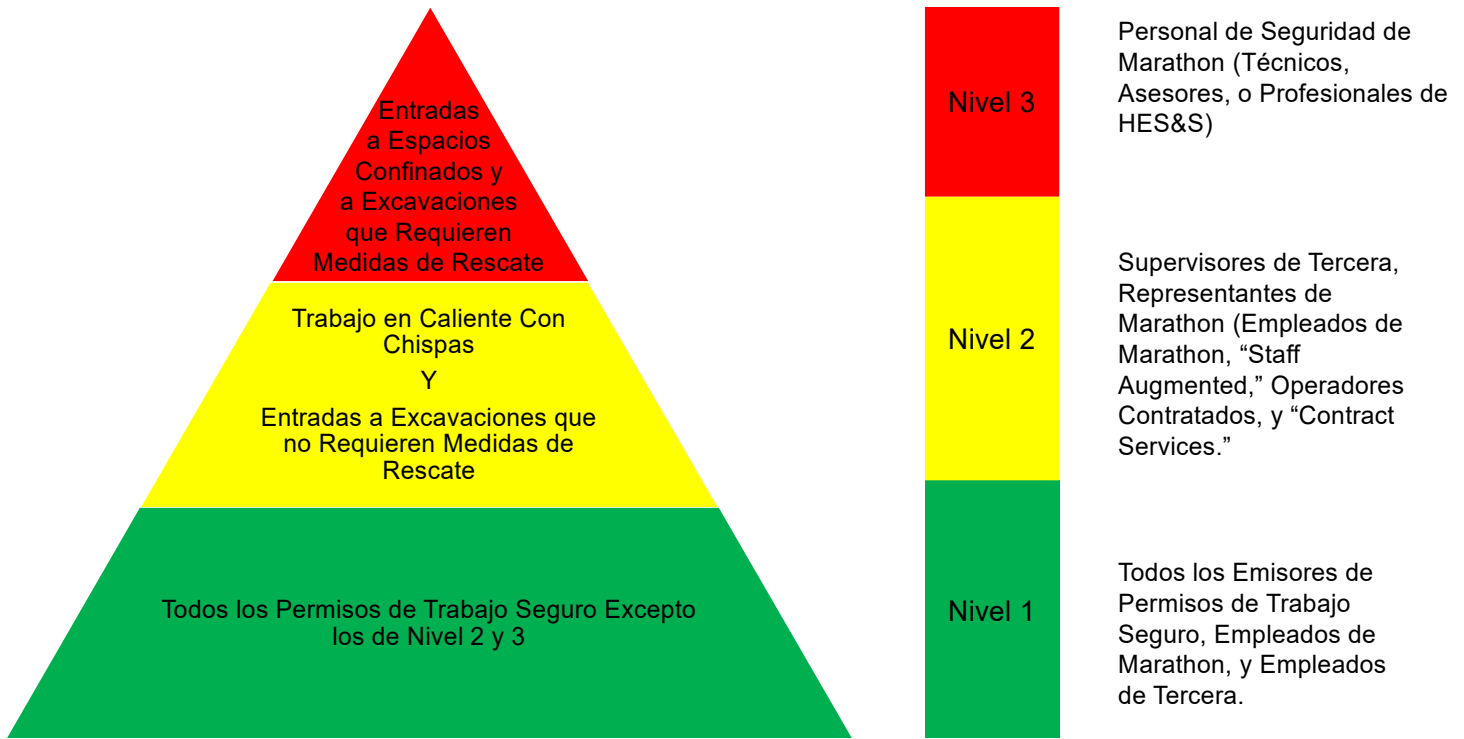 Entradas
a Espacios
Confinados y
a Excavaciones
que Requieren
Medidas de Rescate
Nivel 3
Personal de Seguridad de
Marathon (Técnicos,
Asesores, o Profesionales de
HES&S)
Trabajo en Caliente Con
Chispas
Y
Entradas a Excavaciones que
no Requieren Medidas de
Rescate
Nivel 2
Supervisores de Tercera,
Representantes de
Marathon (Empleados de
Marathon, “Staff
Augmented,” Operadores
Contratados, y “Contract
Services.”
Todos los Permisos de Trabajo Seguro Excepto
los de Nivel 2 y 3
Nivel 1
Todos los Emisores de
Permisos de Trabajo
Seguro, Empleados de
Marathon, y Empleados
de Tercera.